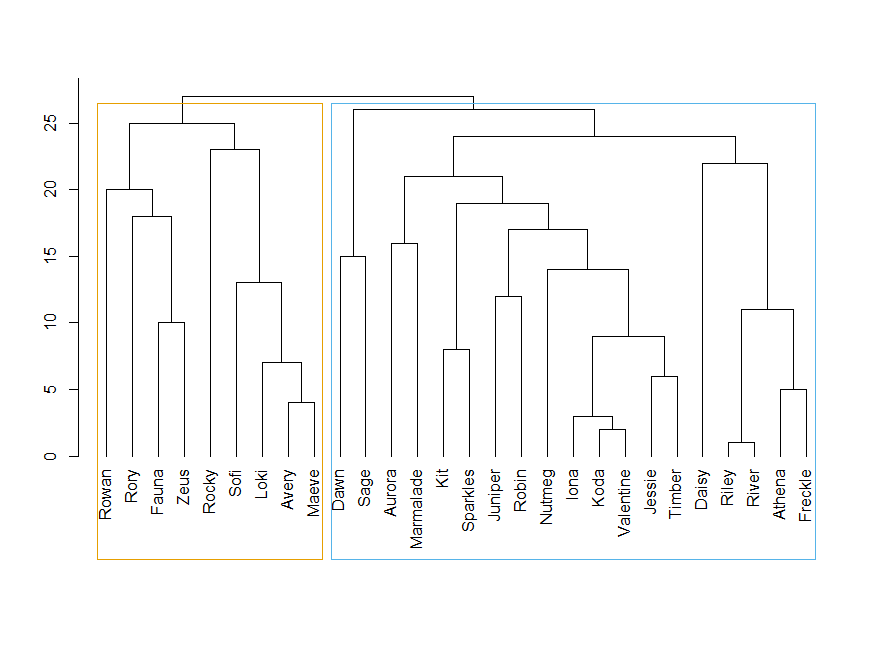 25
20
15
10
5
0
Rowan
Rory
Fauna
Zeus
Rocky
Sofi
Loki
Avery
Maeve
Dawn
Sage
Aurora
Marmalade
Kit
Sparkles
Juniper
Robin
Nutmeg
Iona
Koda
Valentine
Jessie
Timber
Daisy
Riley
River
Athena
Freckle